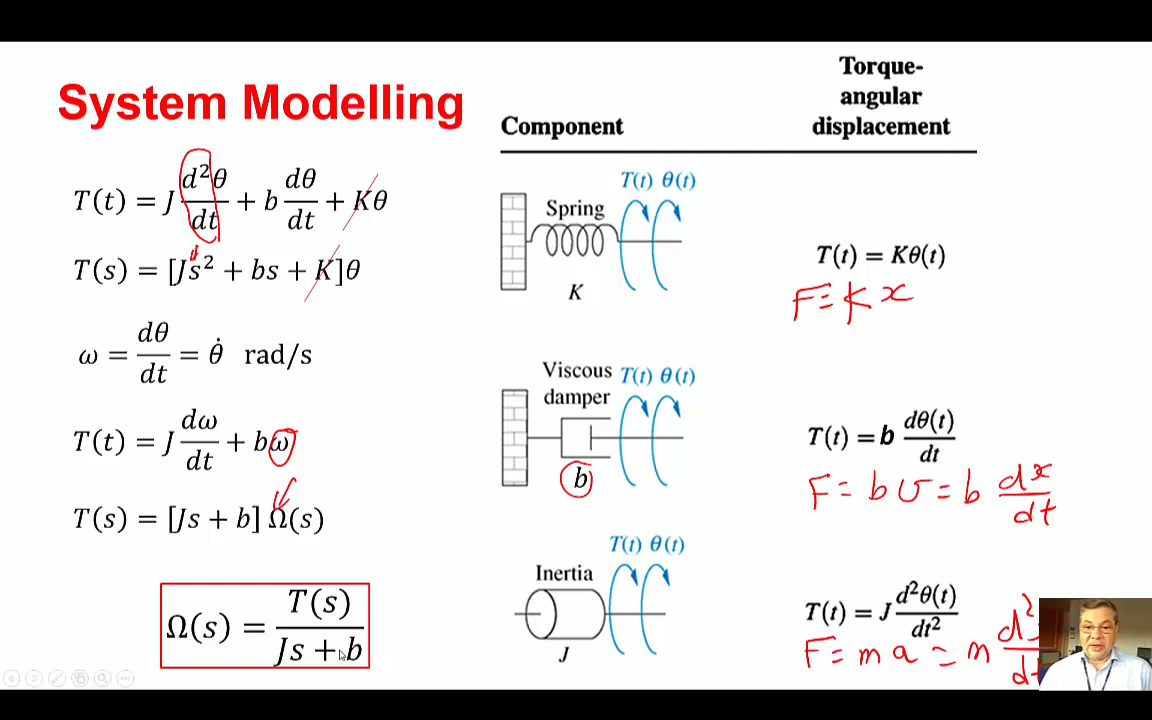 System Modelling
T(t) = J d²θ/dt + b dθ/dt + Kθ
T(s) = [Js² + bs + K]θ
ω = dθ/dt = θ̇ rad/s
T(t) = J dω/dt + bω
T(s) = [Js + b] Ω(s)
Ω(s) = T(s)/Js + b
Component
Torque-
angular
displacement
T(t) θ(t)
Spring
K
T(t) = Kθ(t)
F = K x
Viscous
damper
T(t) θ(t)
b
T(t) = b dθ(t)/dt
F = b v = b dx/dt
T(t) θ(t)
Inertia
J
T(t) = J d²θ(t)/dt²
F = m a = m d²